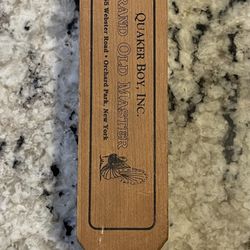 QUAKER BOY, INC.
GRAND OLD MASTER
Webster Road • Orchard Park, New York